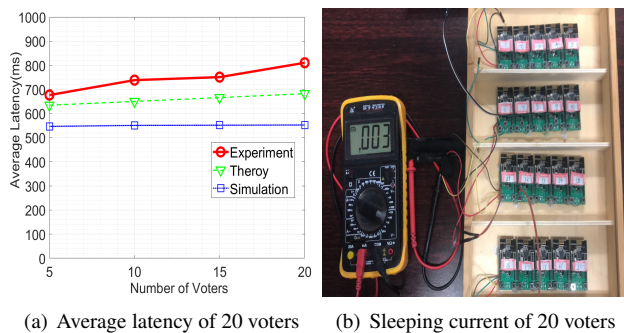 1000
900
800
700
600
500
400
300
200
100
0
Average Latency(ms)
Experiment
Theroy
Simulation
5 10 15 20
Number of Voters
.003
(a) Average latency of 20 voters
(b) Sleeping current of 20 voters